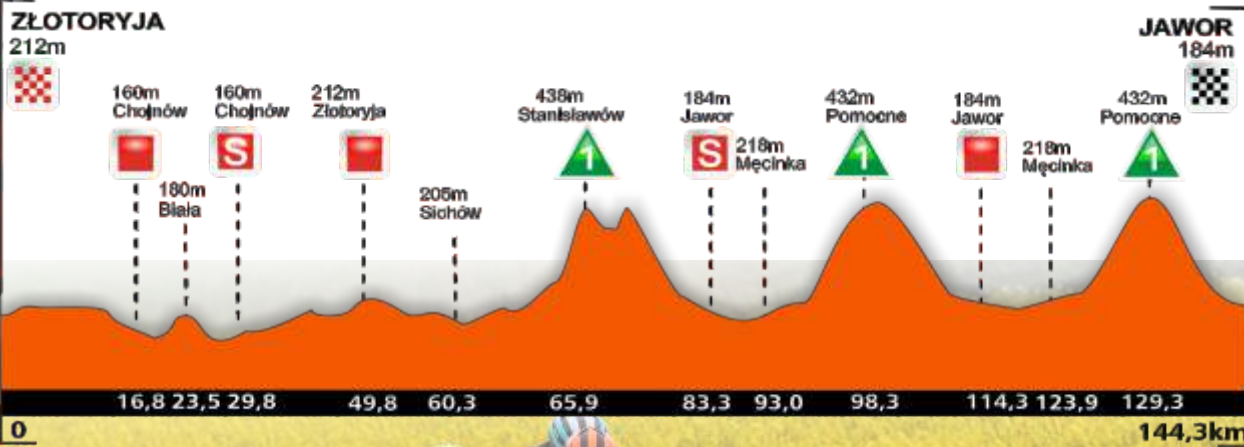 ZŁOTORYJA
212m
JAWOR
184m
160m
Chojnów
160m
Chojnów
212m
Złotoryja
438m
Stanisławów
184m
Jawor
432m
Pomocne
184m
Jawor
432m
Pomocne
S
1
S
1
1
218m
Męcinka
218m
Męcinka
180m
Biała
205m
Sichów
16,8 23,5 29,8 49,8 60,3 65,9 83,3 93,0 98,3 114,3 123,9 129,3
0 144,3km